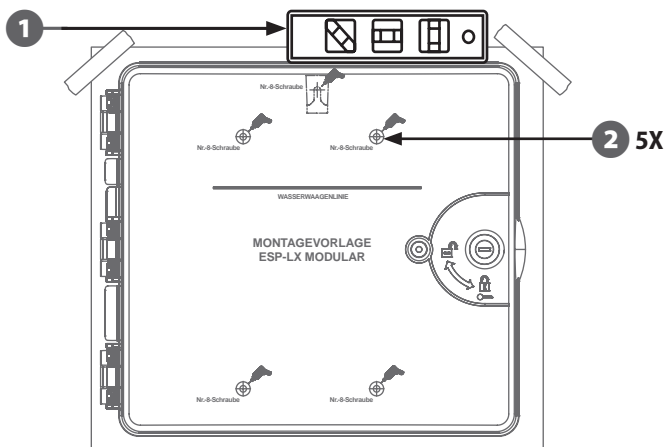 1
Nr.-8-Schraube
Nr.-8-Schraube
Nr.-8-Schraube
2 5X
WASSERWAAGENLINIE
MONTAGEVORLAGE
ESP-LX MODULAR
Nr.-8-Schraube
Nr.-8-Schraube